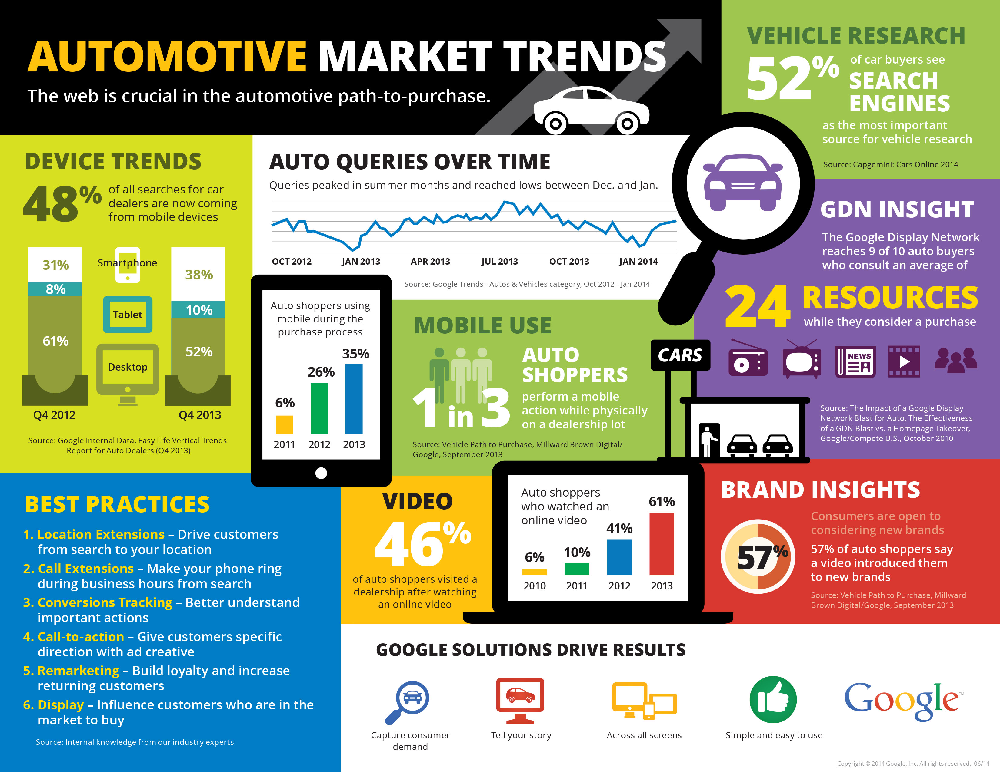 AUTOMOTIVE MARKET TRENDS
The web is crucial in the automotive path-to-purchase.
VEHICLE RESEARCH
52%
of car buyers see
SEARCH
ENGINES
as the most important
source for vehicle research
Source: Capgemini: Cars Online 2014
DEVICE TRENDS
48%
of all searches for car
dealers are now coming
from mobile devices
31%
8%
61%
Q4 2012
Smartphone
Tablet
Desktop
38%
10%
52%
Q4 2013
Source: Google Internal Data, Easy Life Vertical Trends
Report for Auto Dealers (Q4 2013)
AUTO QUERIES OVER TIME
Queries peaked in summer months and reached lows between Dec. and Jan.
OCT 2012 JAN 2013 APR 2013 JUL 2013 OCT 2013 JAN 2014
Source: Google Trends - Autos & Vehicles category, Oct 2012 - Jan 2014
GDN INSIGHT
The Google Display Network
reaches 9 of 10 auto buyers
who consult an average of
24 RESOURCES
while they consider a purchase
NEWS
Source: The Impact of a Google Display
Network Blast for Auto, The Effectiveness
of a GDN Blast vs. a Homepage Takeover,
Google/Compete U.S., October 2010
Auto shoppers using
mobile during the
purchase process
6%
26%
35%
2011 2012 2013
MOBILE USE
1 in 3
AUTO
SHOPPERS
perform a mobile
action while physically
on a dealership lot
Source: Vehicle Path to Purchase, Millward Brown Digital/
Google, September 2013
CARS
BEST PRACTICES
1. Location Extensions – Drive customers
from search to your location
2. Call Extensions – Make your phone ring
during business hours from search
3. Conversions Tracking – Better understand
important actions
4. Call-to-action – Give customers specific
direction with ad creative
5. Remarketing – Build loyalty and increase
returning customers
6. Display – Influence customers who are in the
market to buy
Source: Internal knowledge from our industry experts
VIDEO
46%
of auto shoppers visited a
dealership after watching
an online video
Auto shoppers
who watched an
online video
6%
10%
41%
61%
2010 2011 2012 2013
BRAND INSIGHTS
57%
Consumers are open to
considering new brands
57% of auto shoppers say
a video introduced them
to new brands
Source: Vehicle Path to Purchase, Millward
Brown Digital/Google, September 2013
GOOGLE SOLUTIONS DRIVE RESULTS
Capture consumer
demand
Tell your story
Across all screens
Simple and easy to use
Google™
Copyright © 2014 Google, Inc. All rights reserved. 06/14